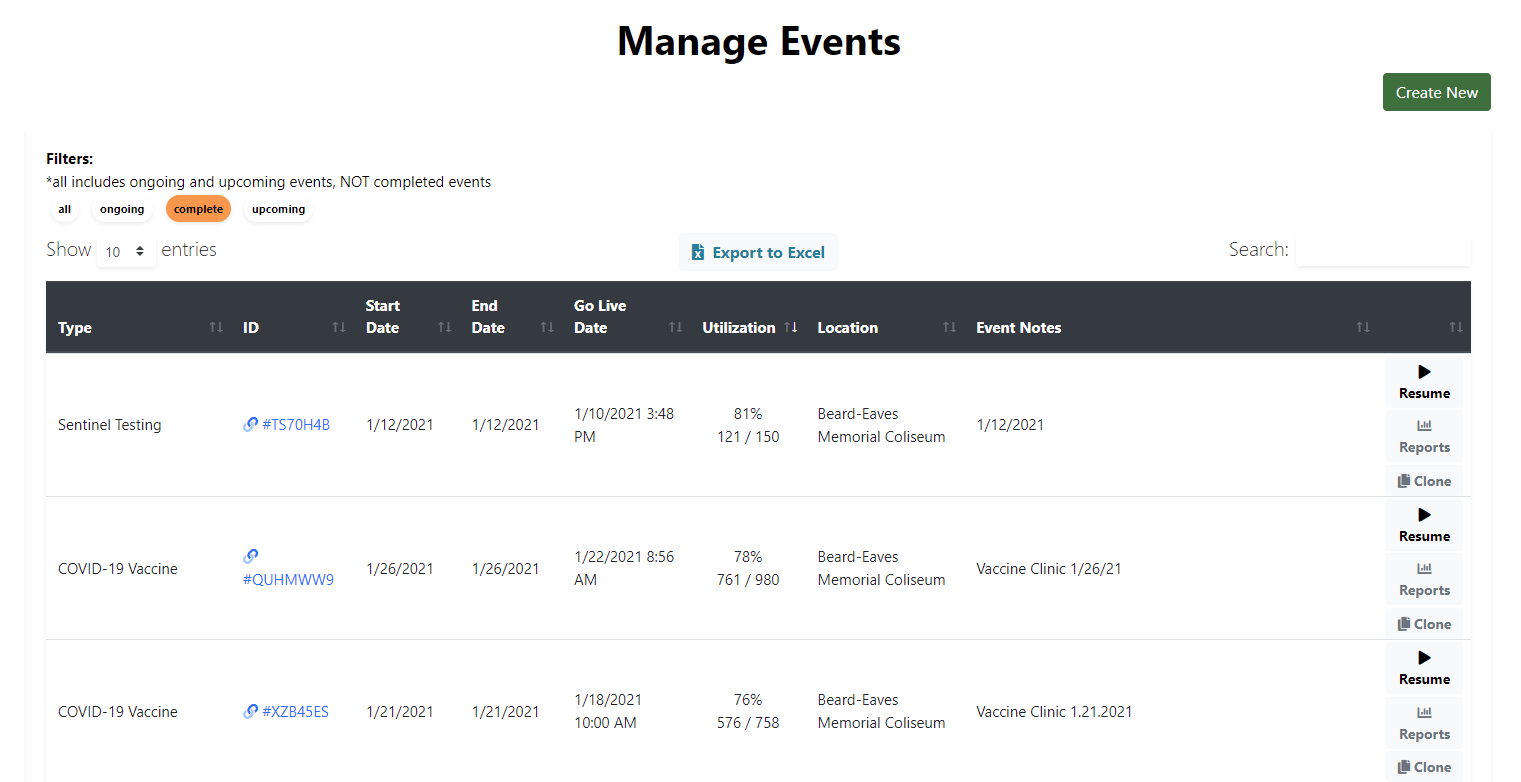 Manage Events
Create New
Filters:
*all includes ongoing and upcoming events, NOT completed events
all ongoing complete upcoming
Show 10 entries Export to Excel Search:
Type ID Start Date End Date Go Live Date Utilization Location Event Notes
Sentinel Testing #TS70H4B 1/12/2021 1/12/2021 1/10/2021 3:48 PM 81% 121 / 150 Beard-Eaves Memorial Coliseum 1/12/2021
Resume
Reports
Clone
COVID-19 Vaccine #QUHMWW9 1/26/2021 1/26/2021 1/22/2021 8:56 AM 78% 761 / 980 Beard-Eaves Memorial Coliseum Vaccine Clinic 1/26/21
Resume
Reports
Clone
COVID-19 Vaccine #XZB45ES 1/21/2021 1/21/2021 1/18/2021 10:00 AM 76% 576 / 758 Beard-Eaves Memorial Coliseum Vaccine Clinic 1.21.2021
Resume
Reports
Clone